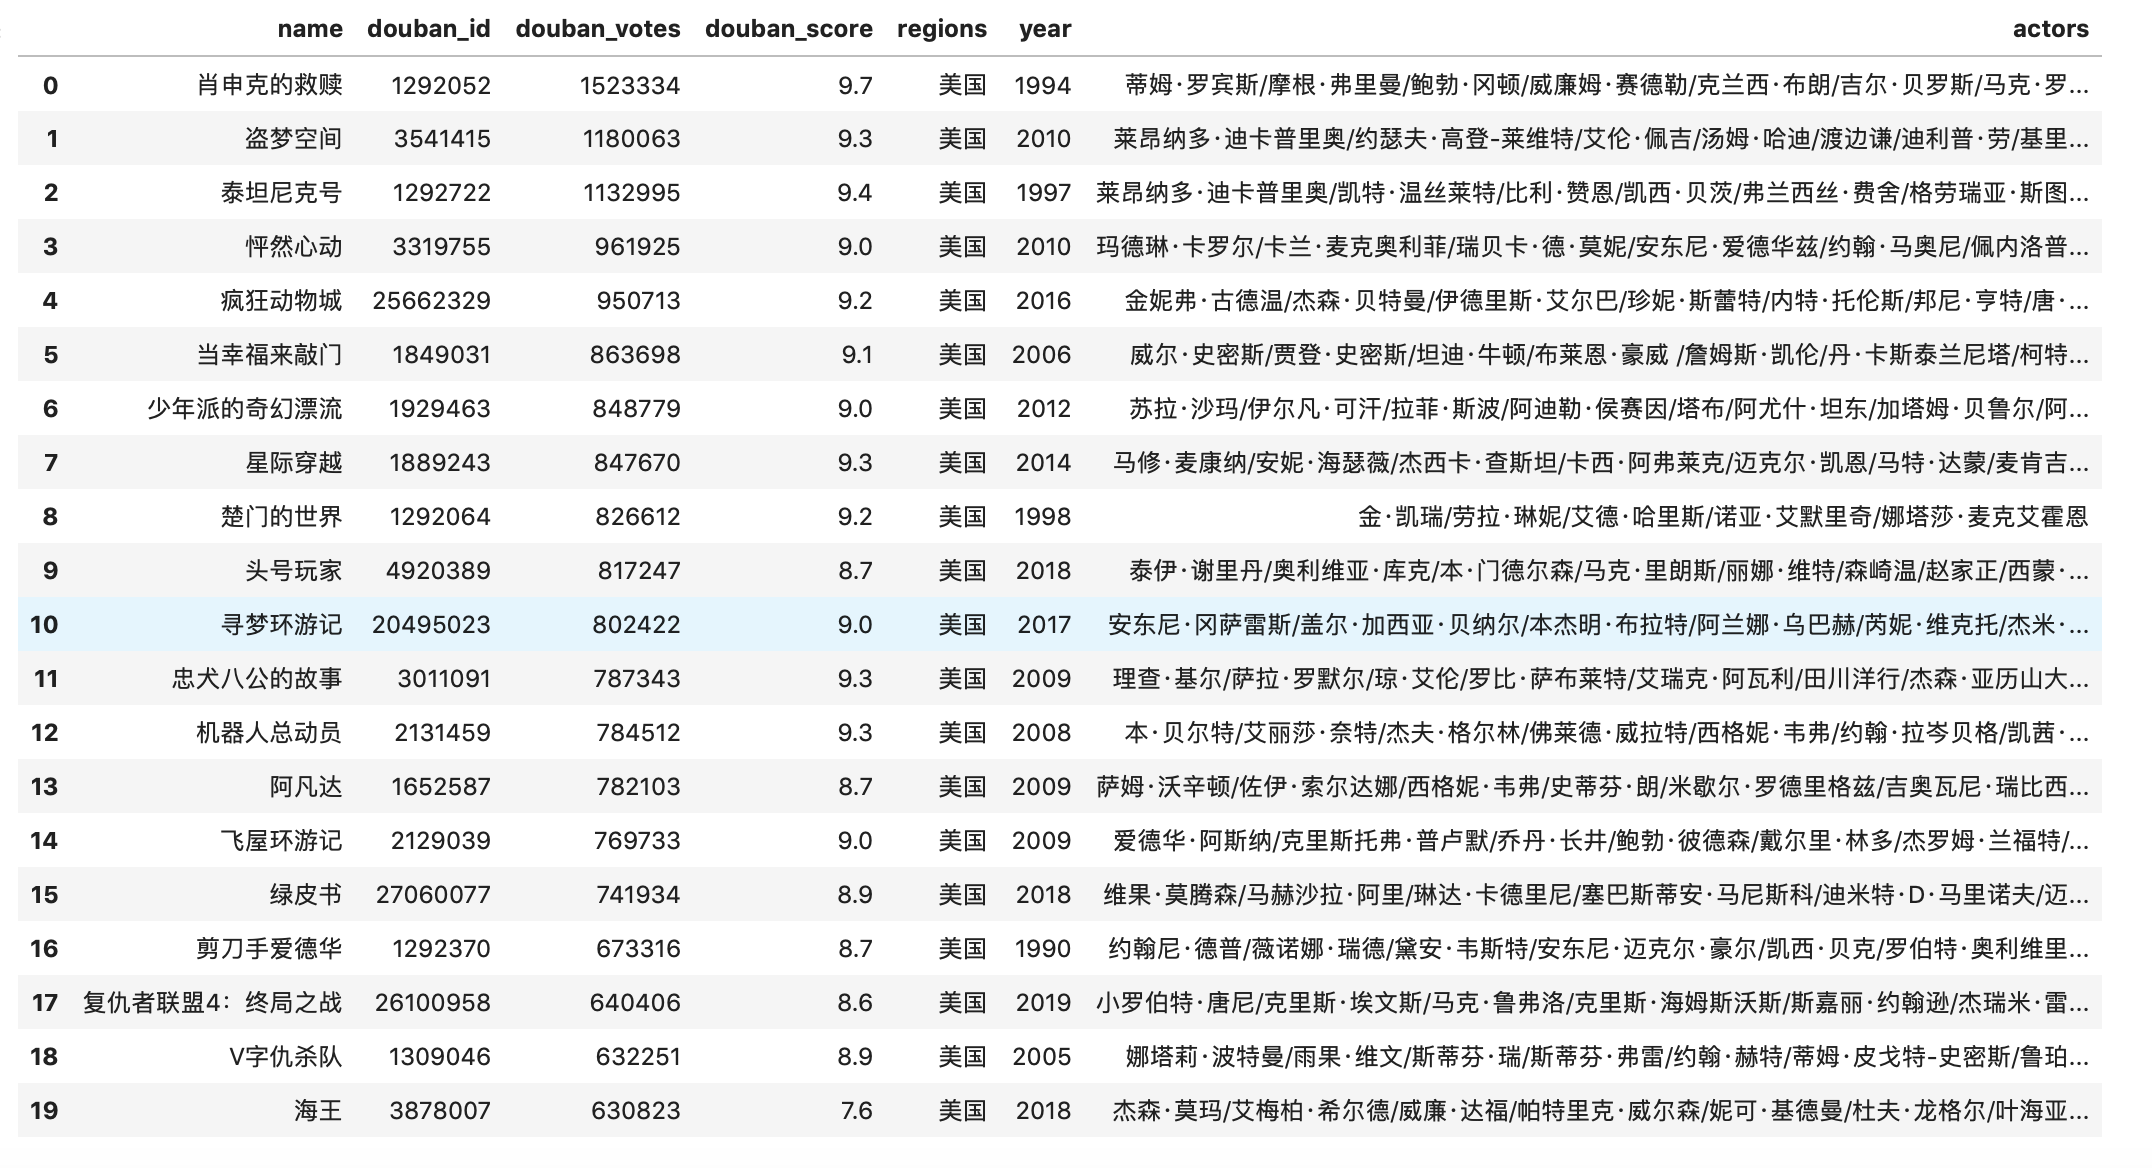 name douban_id douban_votes douban_score regions year actors
0 肖申克的救赎 1292052 1523334 9.7 美国 1994 蒂姆·罗宾斯/摩根·弗里曼/鲍勃·冈顿/威廉姆·赛德勒/克兰西·布朗/吉尔·贝罗斯/马克·罗...
1 盗梦空间 3541415 1180063 9.3 美国 2010 莱昂纳多·迪卡普里奥/约瑟夫·高登-莱维特/艾伦·佩吉/汤姆·哈迪/渡边谦/迪利普·劳/基里...
2 泰坦尼克号 1292722 1132995 9.4 美国 1997 莱昂纳多·迪卡普里奥/凯特·温丝莱特/比利·赞恩/凯西·贝茨/弗兰西丝·费舍/格劳瑞亚·斯图...
3 怦然心动 3319755 961925 9.0 美国 2010 玛德琳·卡罗尔/卡兰·麦克奥利菲/瑞贝卡·德·莫妮/安东尼·爱德华兹/约翰·马奥尼/佩内洛普...
4 疯狂动物城 25662329 950713 9.2 美国 2016 金妮弗·古德温/杰森·贝特曼/伊德里斯·艾尔巴/珍妮·斯蕾特/内特·托伦斯/邦尼·亨特/唐·...
5 当幸福来敲门 1849031 863698 9.1 美国 2006 威尔·史密斯/贾登·史密斯/坦迪·牛顿/布莱恩·豪威 /詹姆斯·凯伦/丹·卡斯泰兰尼塔/柯特...
6 少年派的奇幻漂流 1929463 848779 9.0 美国 2012 苏拉·沙玛/伊尔凡·可汗/拉菲·斯波/阿迪勒·侯赛因/塔布/阿尤什·坦东/加塔姆·贝鲁尔/阿...
7 星际穿越 1889243 847670 9.3 美国 2014 马修·麦康纳/安妮·海瑟薇/杰西卡·查斯坦/卡西·阿弗莱克/迈克尔·凯恩/马特·达蒙/麦肯吉...
8 楚门的世界 1292064 826612 9.2 美国 1998 金·凯瑞/劳拉·琳妮/艾德·哈里斯/诺亚·艾默里奇/娜塔莎·麦克艾霍恩
9 头号玩家 4920389 817247 8.7 美国 2018 泰伊·谢里丹/奥利维亚·库克/本·门德尔森/马克·里朗斯/丽娜·维特/森崎温/赵家正/西蒙·...
10 寻梦环游记 20495023 802422 9.0 美国 2017 安东尼·冈萨雷斯/盖尔·加西亚·贝纳尔/本杰明·布拉特/阿兰娜·乌巴赫/芮妮·维克托/杰米·...
11 忠犬八公的故事 3011091 787343 9.3 美国 2009 理查·基尔/萨拉·罗默尔/琼·艾伦/罗比·萨布莱特/艾瑞克·阿瓦利/田川洋行/杰森·亚历山大...
12 机器人总动员 2131459 784512 9.3 美国 2008 本·贝尔特/艾丽莎·奈特/杰夫·格尔林/佛莱德·威拉特/西格妮·韦弗/约翰·拉岑贝格/凯茜·...
13 阿凡达 1652587 782103 8.7 美国 2009 萨姆·沃辛顿/佐伊·索尔达娜/西格妮·韦弗/史蒂芬·朗/米歇尔·罗德里格兹/吉奥瓦尼·瑞比西...
14 飞屋环游记 2129039 769733 9.0 美国 2009 爱德华·阿斯纳/克里斯托弗·普卢默/乔丹·长井/鲍勃·彼德森/戴尔里·林多/杰罗姆·兰福特/...
15 绿皮书 27060077 741934 8.9 美国 2018 维果·莫腾森/马赫沙拉·阿里/琳达·卡德里尼/塞巴斯蒂安·马尼斯科/迪米特·D·马里诺夫/迈...
16 剪刀手爱德华 1292370 673316 8.7 美国 1990 约翰尼·德普/薇诺娜·瑞德/黛安·韦斯特/安东尼·迈克尔·豪尔/凯西·贝克/罗伯特·奥利维里...
17 复仇者联盟4：终局之战 26100958 640406 8.6 美国 2019 小罗伯特·唐尼/克里斯·埃文斯/马克·鲁弗洛/克里斯·海姆斯沃斯/斯嘉丽·约翰逊/杰瑞米·雷...
18 V字仇杀队 1309046 632251 8.9 美国 2005 娜塔莉·波特曼/雨果·维文/斯蒂芬·瑞/斯蒂芬·弗雷/约翰·赫特/蒂姆·皮戈特-史密斯/鲁珀...
19 海王 3878007 630823 7.6 美国 2018 杰森·莫玛/艾梅柏·希尔德/威廉·达福/帕特里克·威尔森/妮可·基德曼/杜夫·龙格尔/叶海亚...